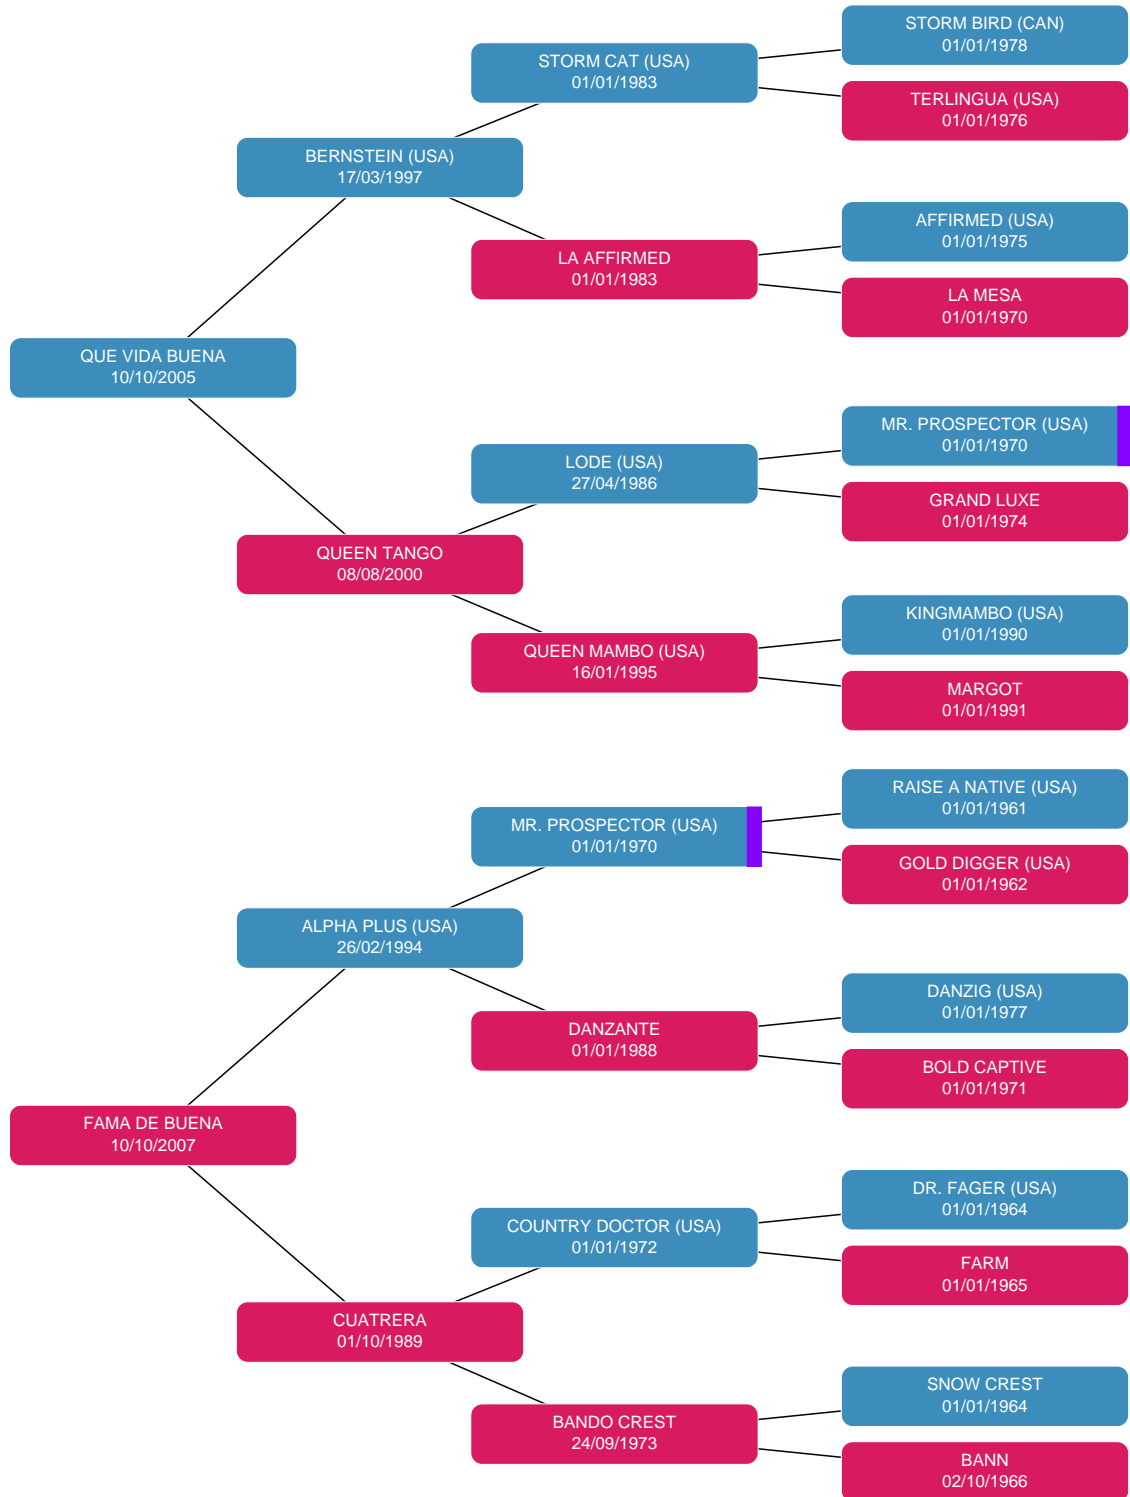 STORM BIRD (CAN)
01/01/1978
STORM CAT (USA)
01/01/1983
TERLINGUA (USA)
01/01/1976
BERNSTEIN (USA)
17/03/1997
AFFIRMED (USA)
01/01/1975
LA AFFIRMED
01/01/1983
LA MESA
01/01/1970
QUE VIDA BUENA
10/10/2005
MR. PROSPECTOR (USA)
01/01/1970
LODE (USA)
27/04/1986
GRAND LUXE
01/01/1974
QUEEN TANGO
08/08/2000
KINGMAMBO (USA)
01/01/1990
QUEEN MAMBO (USA)
16/01/1995
MARGOT
01/01/1991
RAISE A NATIVE (USA)
01/01/1961
MR. PROSPECTOR (USA)
01/01/1970
GOLD DIGGER (USA)
01/01/1962
ALPHA PLUS (USA)
26/02/1994
DANZIG (USA)
01/01/1977
DANZANTE
01/01/1988
BOLD CAPTIVE
01/01/1971
FAMA DE BUENA
10/10/2007
DR. FAGER (USA)
01/01/1964
COUNTRY DOCTOR (USA)
01/01/1972
FARM
01/01/1965
CUATRERA
01/10/1989
SNOW CREST
01/01/1964
BANDO CREST
24/09/1973
BANN
02/10/1966